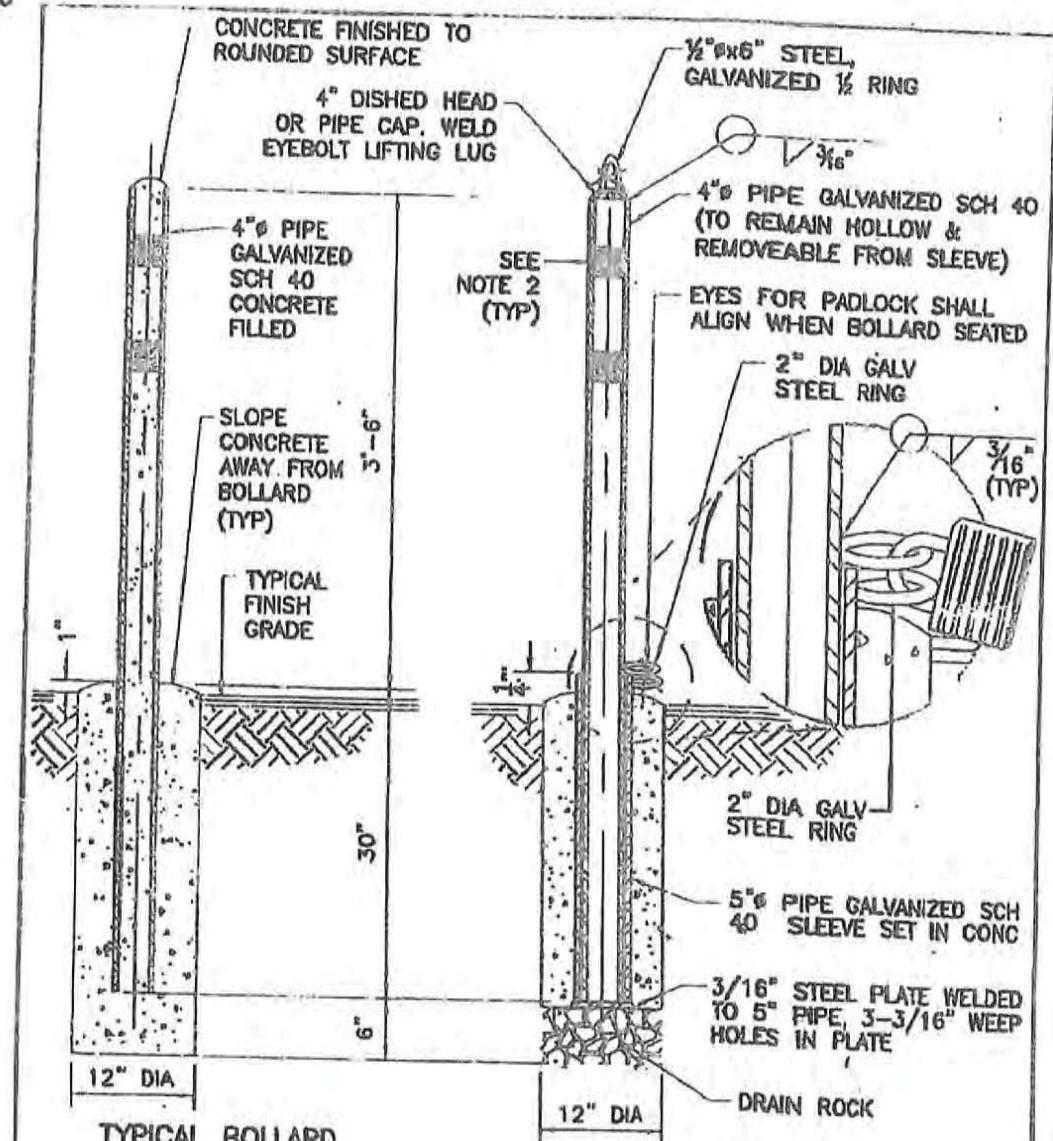 CONCRETE FINISHED TO
ROUNDED SURFACE
4" DISHED HEAD
OR PIPE CAP. WELD
EYEBOLT LIFTING LUG
½"øx6" STEEL,
GALVANIZED ½ RING
3/16"
4"ø PIPE
GALVANIZED
SCH 40
CONCRETE
FILLED
SEE
NOTE 2
(TYP)
4"ø PIPE GALVANIZED SCH 40
(TO REMAIN HOLLOW &
REMOVEABLE FROM SLEEVE)
EYES FOR PADLOCK SHALL
ALIGN WHEN BOLLARD SEATED
2" DIA GALV
STEEL RING
SLOPE
CONCRETE
AWAY FROM
BOLLARD
(TYP)
3'-6"
3/16"
(TYP)
TYPICAL
FINISH
GRADE
1"
1/4"
2" DIA GALV
STEEL RING
30"
5"ø PIPE GALVANIZED SCH
40 SLEEVE SET IN CONC
3/16" STEEL PLATE WELDED
TO 5" PIPE, 3-3/16" WEEP
HOLES IN PLATE
6"
DRAIN ROCK
12" DIA
12" DIA
TYPICAL BOLLARD